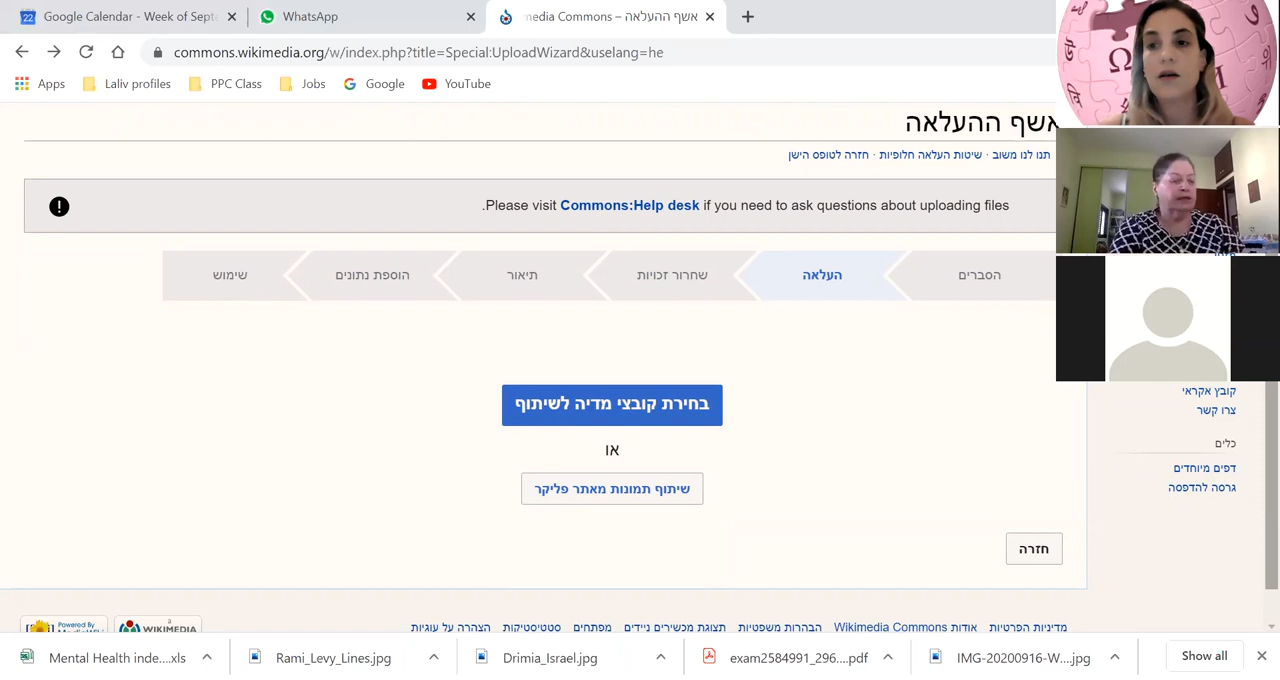 Google Calendar - Week of Sept
WhatsApp
media Commons – אשף ההעלאה
commons.wikimedia.org/w/index.php?title=Special:UploadWizard&uselang=he
Apps
Laliv profiles
PPC Class
Jobs
Google
YouTube
אשף ההעלאה
תנו לנו משוב · שיטות העלאה חלופיות · חזרה לטופס הישן
Please visit Commons:Help desk if you need to ask questions about uploading files.
הסברים
העלאה
שחרור זכויות
תיאור
הוספת נתונים
שימוש
בחירת קובצי מדיה לשיתוף
או
שיתוף תמונות מאתר פליקר
חזרה
קובץ אקראי
צרו קשר
כלים
דפים מיוחדים
גרסה להדפסה
מדיניות הפרטיות
אודות Wikimedia Commons
הבהרות משפטיות
תצוגת מכשירים ניידים
מפתחים
סטטיסטיקות
הצהרה על עוגיות
Powered By
MediaWiki
a
WIKIMEDIA
Mental Health inde....xls
Rami_Levy_Lines.jpg
Drimia_Israel.jpg
exam2584991_296....pdf
IMG-20200916-W....jpg
Show all